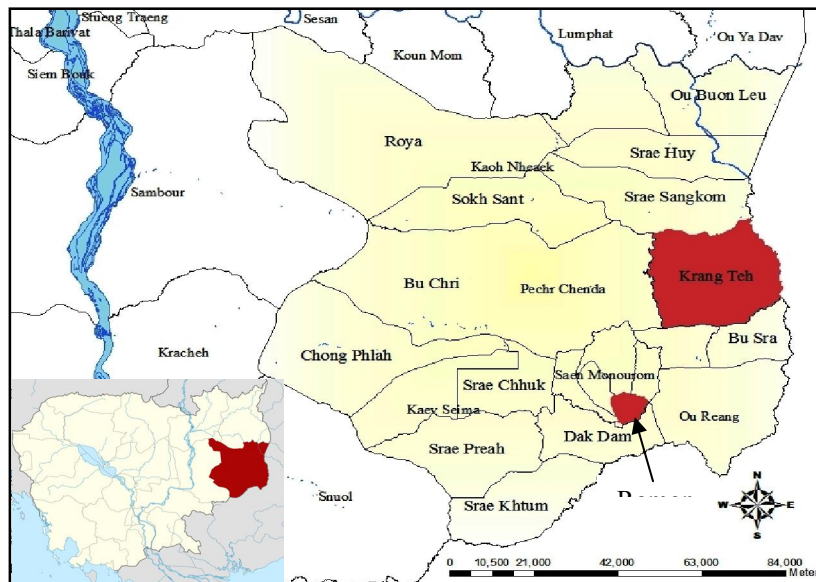 Stueng Traeng
Sesan
Thala Barivat
Lumphat
Ou Ya Dav
Koun Mom
Siem Bouk
Ou Buon Leu
Roya
Srae Huy
Kaoh Nheaek
Sambour
Sokh Sant
Srae Sangkom
Krang Teh
Bu Chri
Pechr Chenda
Bu Sra
Kracheh
Chong Phlah
Saen Monourom
Srae Chhuk
Kaev Seima
Ou Reang
Dak Dam
Srae Preah
Snuol
Srae Khtum
N
W E
S
0 10,500 21,000 42,000 63,000 84,000